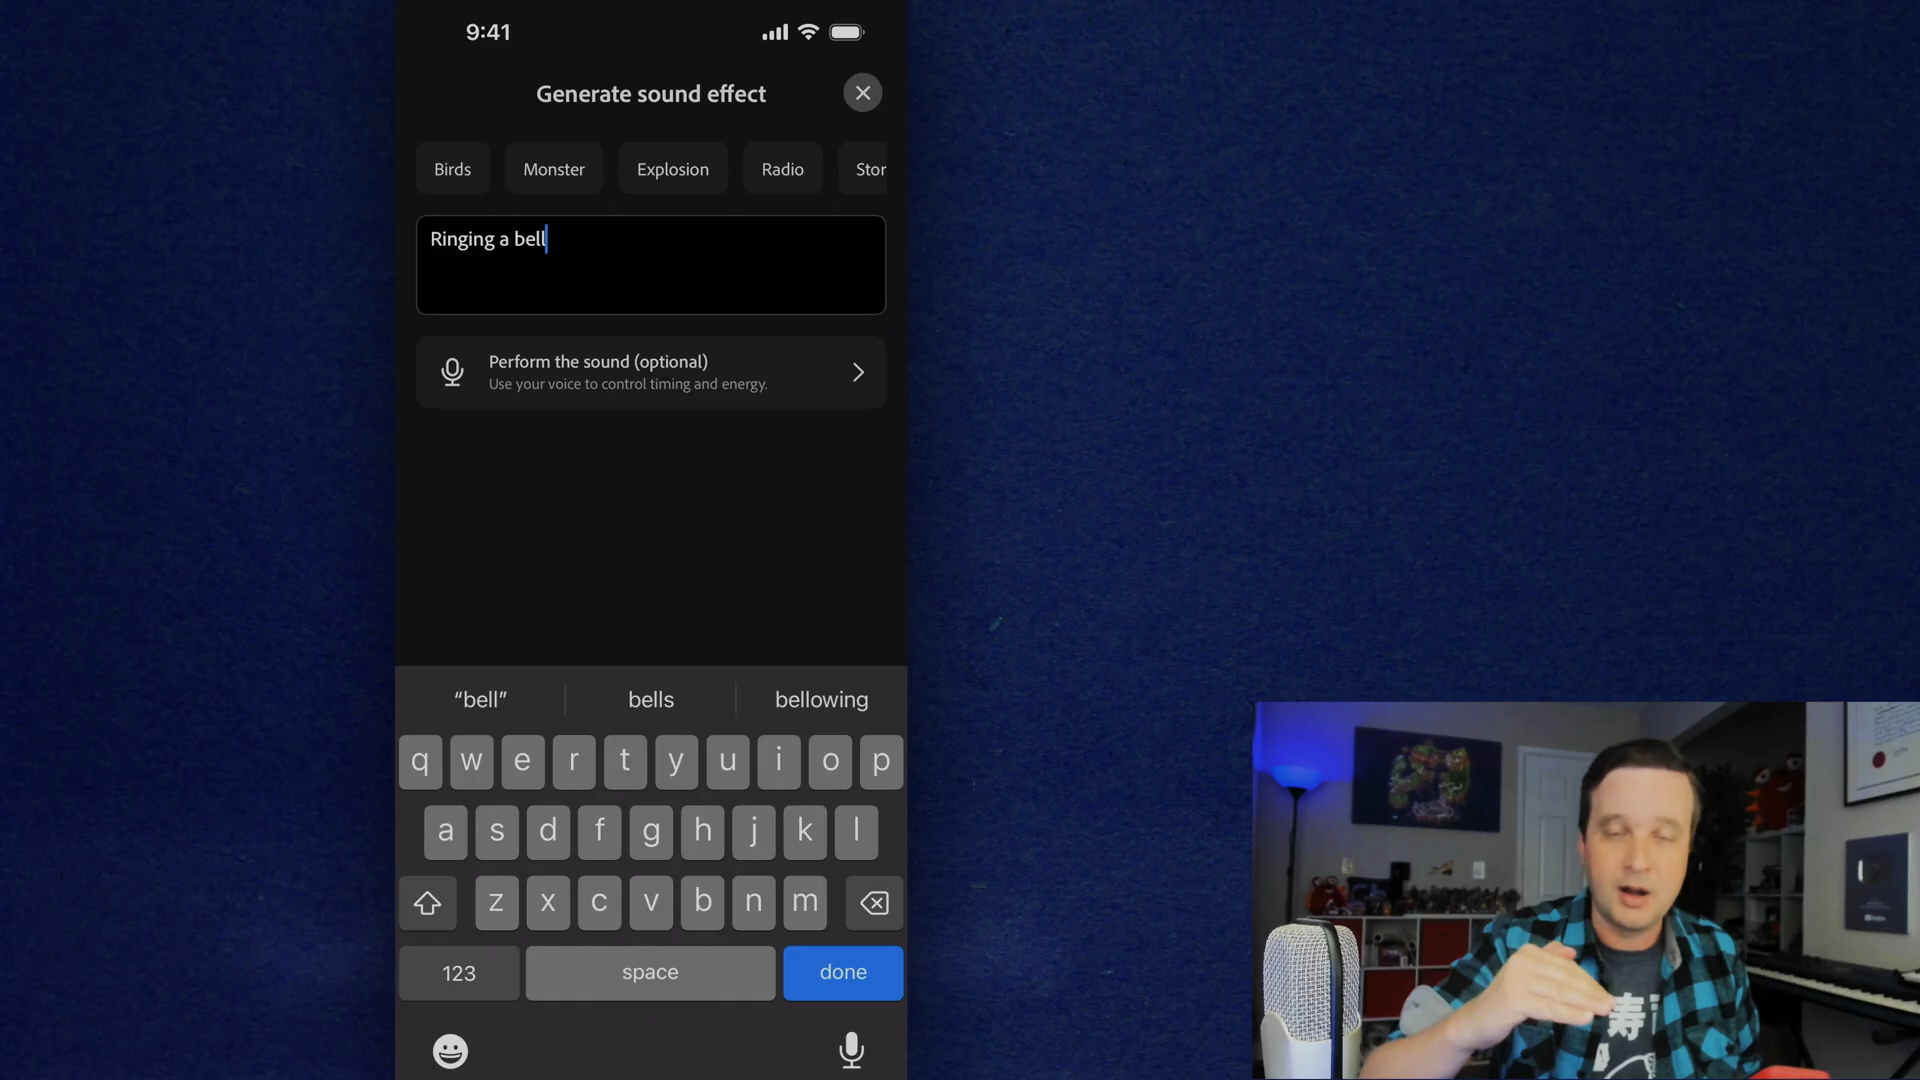 9:41
Generate sound effect
Birds Monster Explosion Radio Stor
Ringing a bell
Perform the sound (optional)
Use your voice to control timing and energy.
“bell” bells bellowing
q w e r t y u i o p
a s d f g h j k l
z x c v b n m
123 space done
寿